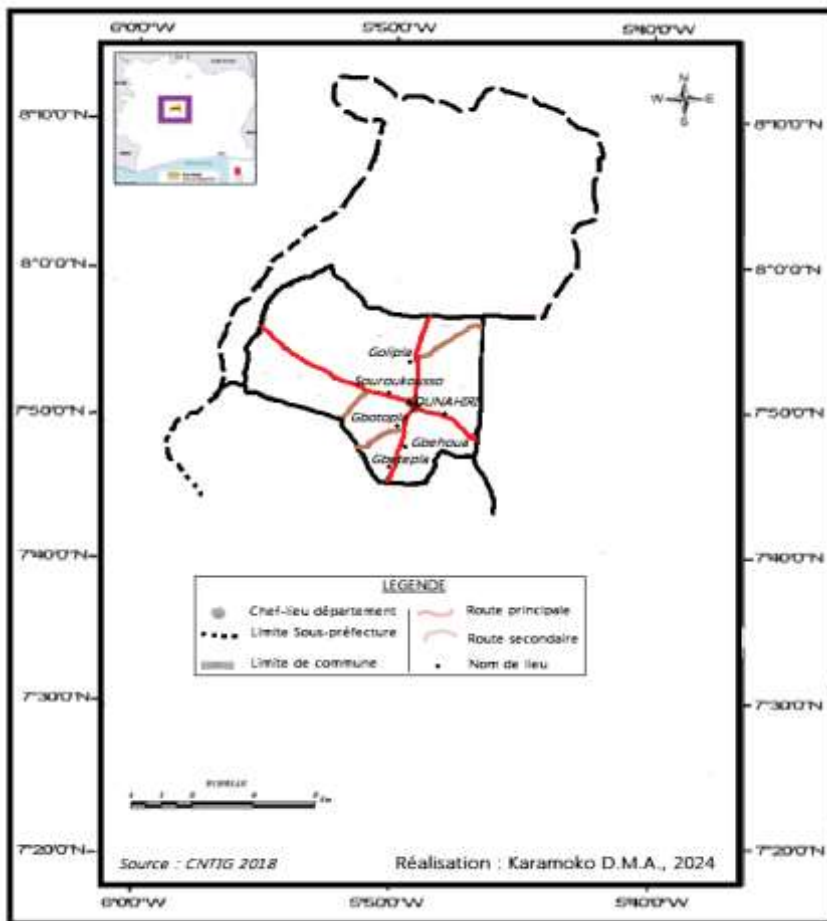 6°0'0"W 5°50'0"W 5°40'0"W
N
W E
S
8°10'0"N 8°10'0"N
8°0'0"N 8°0'0"N
Golipla
Souroukousso
OUNAHIRI
7°50'0"N 7°50'0"N
Gbatopla
Gbehoua
7°40'0"N 7°40'0"N
LEGENDE
Chef-lieu département Route principale
Limite Sous-préfecture Route secondaire
Limite de commune Nom de lieu
7°30'0"N 7°30'0"N
Km
7°20'0"N 7°20'0"N
Source : CNTIG 2018 Réalisation : Karamoko D.M.A., 2024
6°0'0"W 5°50'0"W 5°40'0"W